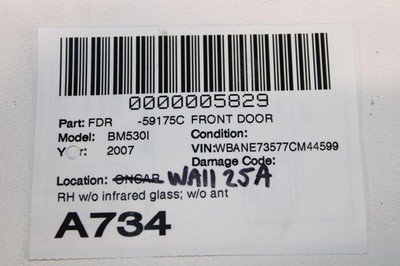 0000005829
Part: FDR -59175C FRONT DOOR
Model: BM530I Condition:
Year: 2007 VIN:WBANE73577CM44599
Damage Code:
Location: ONCAR WAll 25A
RH w/o infrared glass; w/o ant
A734